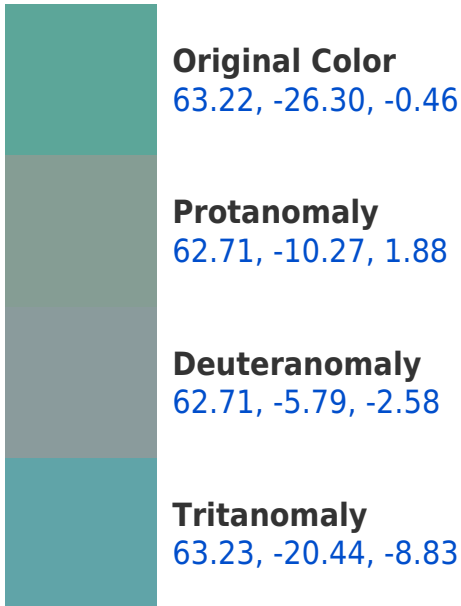 Original Color
63.22, -26.30, -0.46
Protanomaly
62.71, -10.27, 1.88
Deuteranomaly
62.71, -5.79, -2.58
Tritanomaly
63.23, -20.44, -8.83